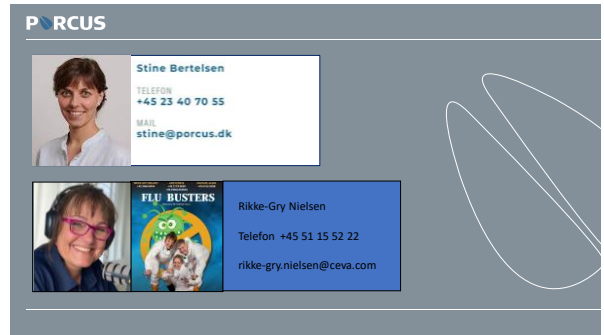 PORCUS
Stine Bertelsen
TELEFON
+45 23 40 70 55
MAIL
stine@porcus.dk
FLU BUSTERS
Rikke-Gry Nielsen
Telefon +45 51 15 52 22
rikke-gry.nielsen@ceva.com